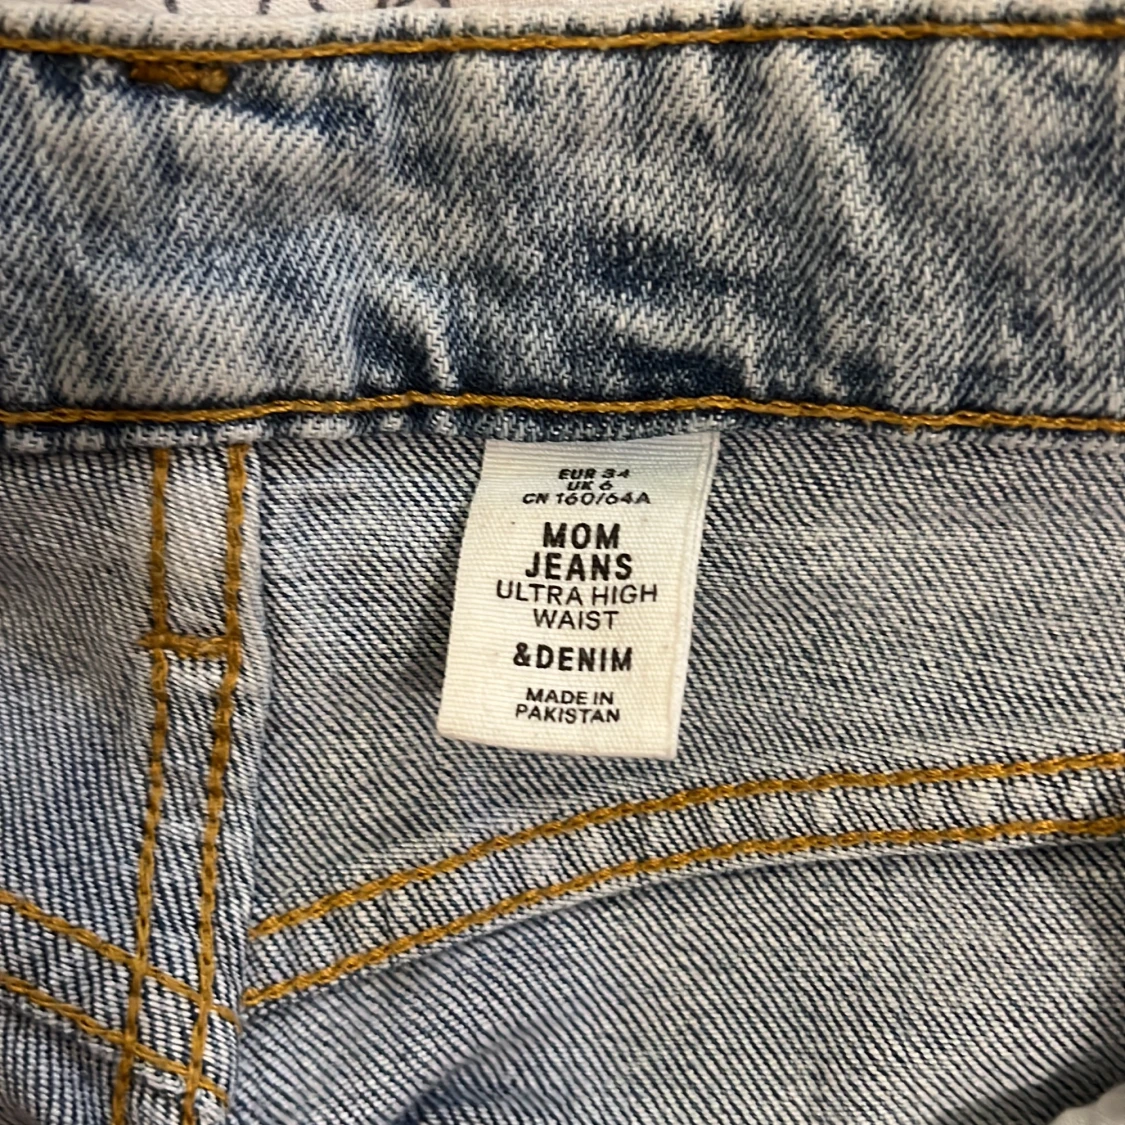 EUR 34
UK 6
CN 160/64A
MOM
JEANS
ULTRA HIGH
WAIST
&DENIM
MADE IN
PAKISTAN